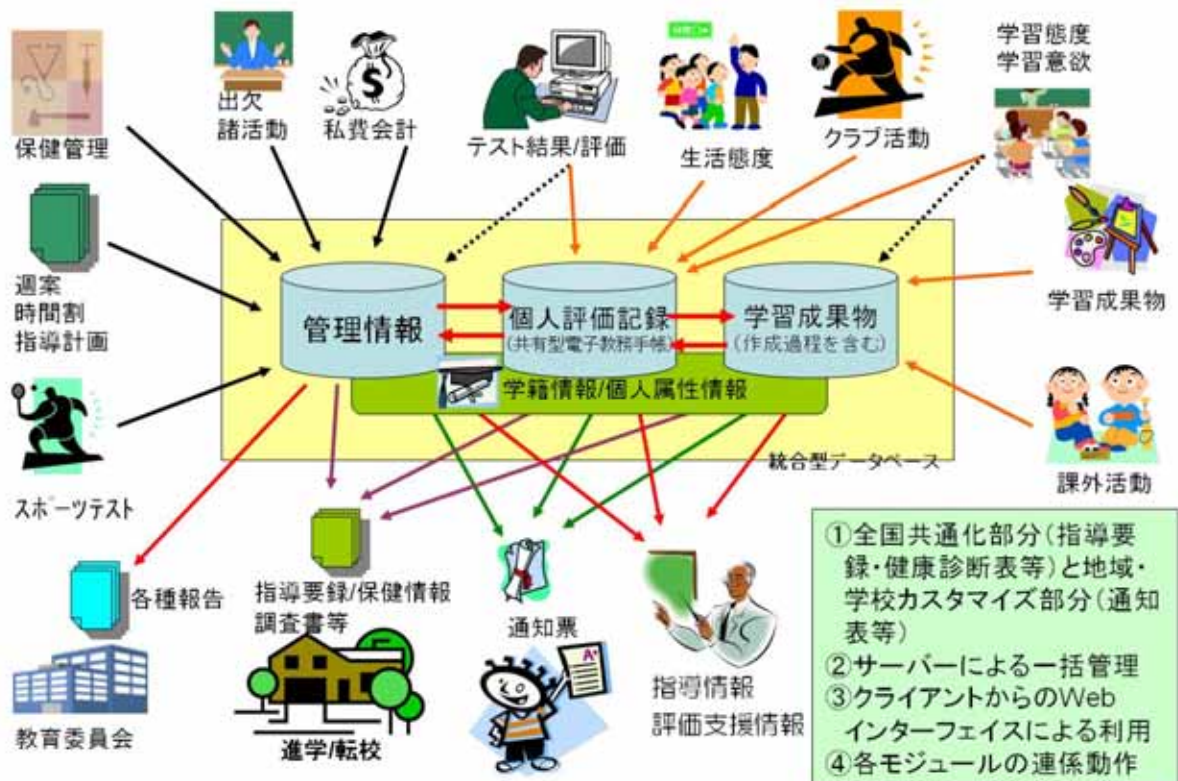 保健管理
出欠
諸活動
私費会計
テスト結果/評価
生活態度
クラブ活動
学習態度
学習意欲
週案
時間割
指導計画
学習成果物
管理情報
個人評価記録
(共有型電子教務手帳)
学習成果物
(作成過程を含む)
学籍情報/個人属性情報
統合型データベース
スポーツテスト
課外活動
各種報告
教育委員会
指導要録/保健情報
調査書等
進学/転校
通知票
A+
指導情報
評価支援情報
①全国共通化部分(指導要
録・健康診断表等)と地域・
学校カスタマイズ部分(通知
表等)
②サーバーによる一括管理
③クライアントからのWeb
インターフェイスによる利用
④各モジュールの連係動作